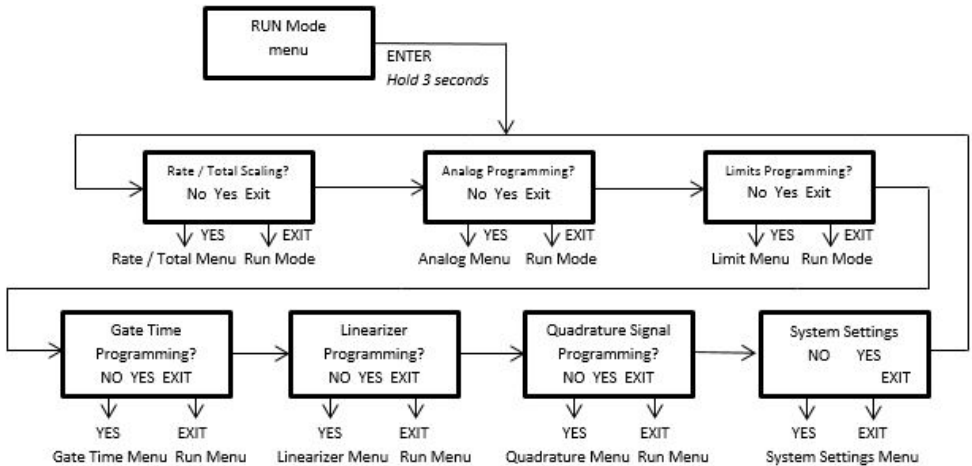 RUN Mode
menu
ENTER
Hold 3 seconds
Rate / Total Scaling?
No Yes Exit
YES EXIT
Rate / Total Menu Run Mode
Analog Programming?
No Yes Exit
YES EXIT
Analog Menu Run Mode
Limits Programming?
No Yes Exit
YES EXIT
Limit Menu Run Mode
Gate Time
Programming?
NO YES EXIT
YES EXIT
Gate Time Menu Run Menu
Linearizer
Programming?
NO YES EXIT
YES EXIT
Linearizer Menu Run Menu
Quadrature Signal
Programming?
NO YES EXIT
YES EXIT
Quadrature Menu Run Menu
System Settings
NO YES
EXIT
YES EXIT
System Settings Menu